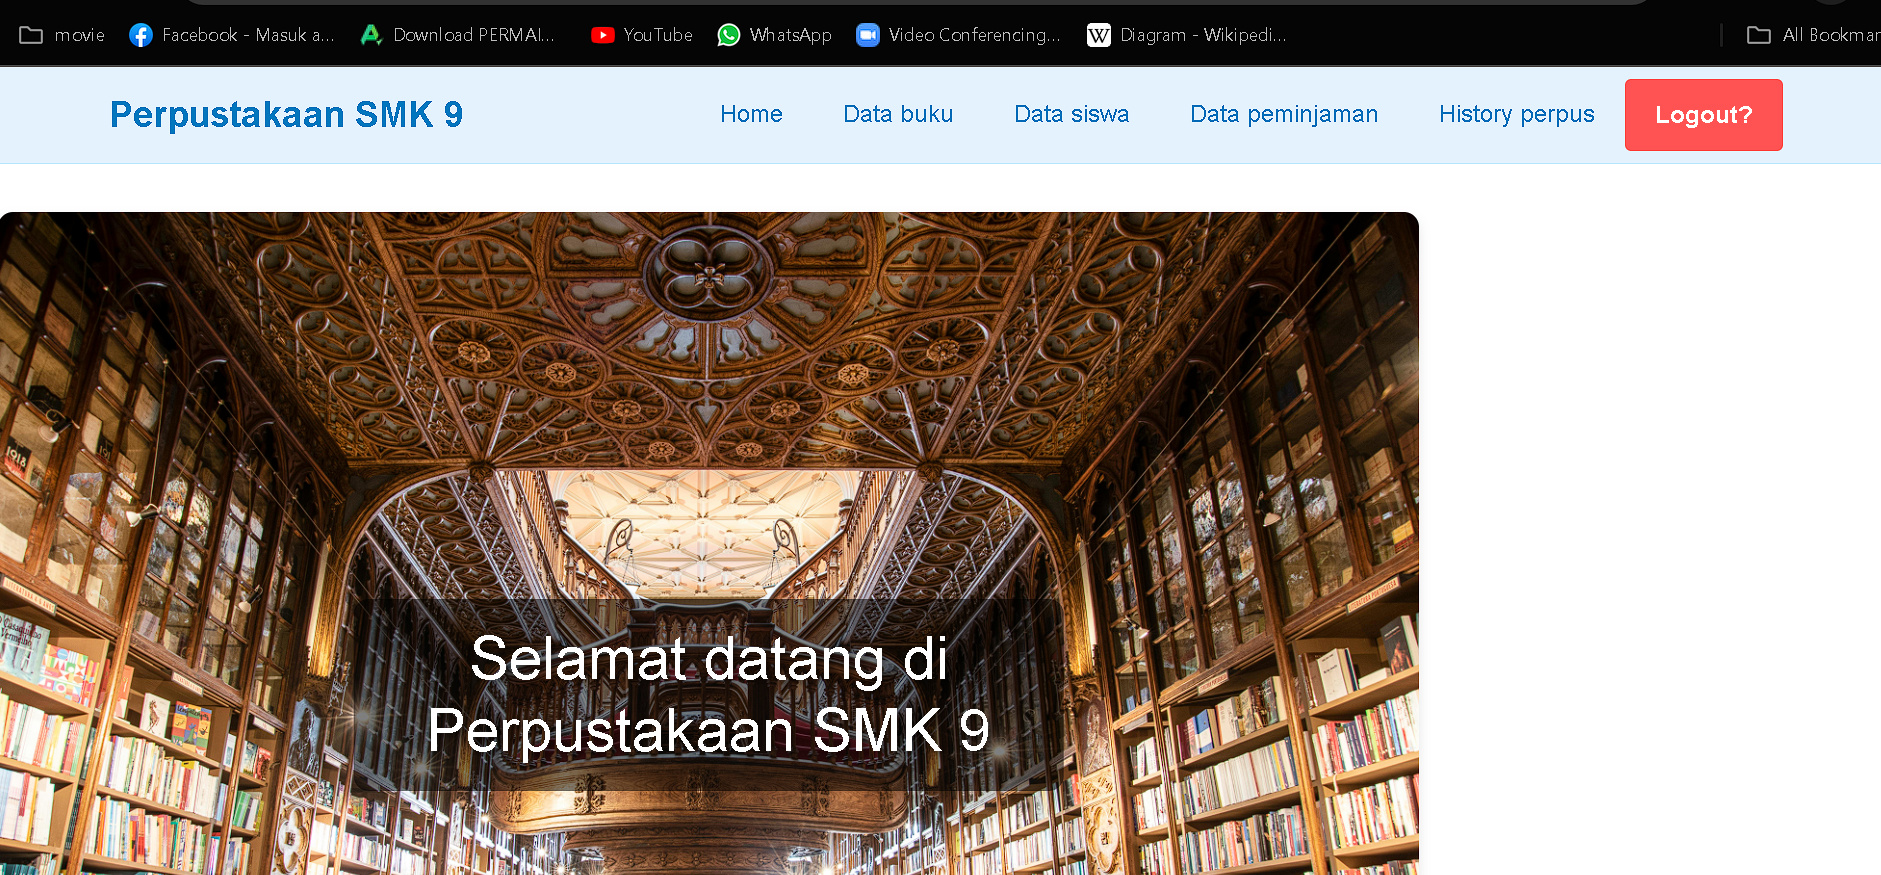 movie
Facebook - Masuk a...
Download PERMAI...
YouTube
WhatsApp
Video Conferencing...
Diagram - Wikipedi...
All Bookmar
Perpustakaan SMK 9
Home
Data buku
Data siswa
Data peminjaman
History perpus
Logout?
1918
Selamat datang di
Perpustakaan SMK 9